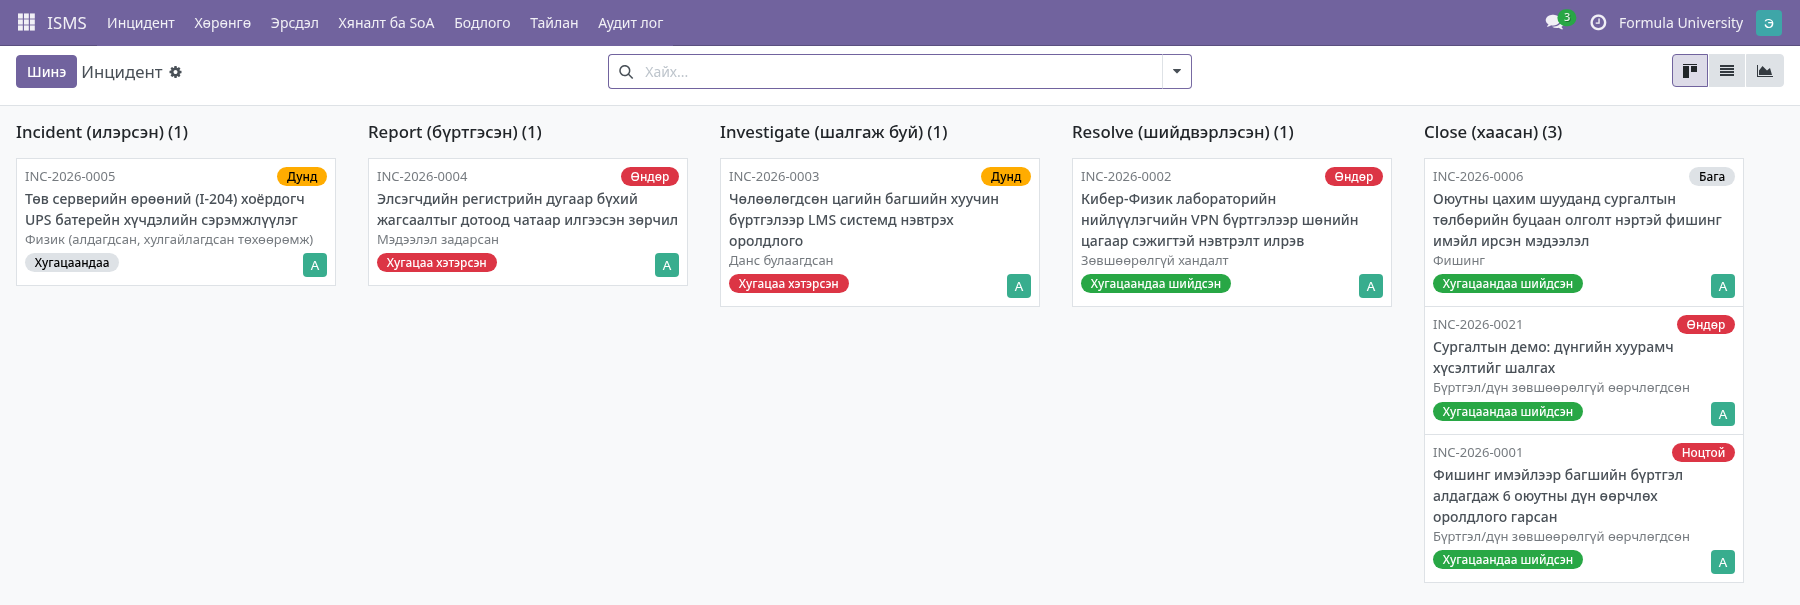 ISMS Инцидент Хөрөнгө Эрсдэл Хяналт ба SoA Бодлого Тайлан Аудит лог 3 Formula University Э
Шинэ Инцидент Хайх...
Incident (илэрсэн) (1)
INC-2026-0005 Дунд
Төв серверийн өрөөний (I-204) хоёрдогч
UPS батерейн хүчдэлийн сэрэмжлүүлэг
Физик (алдагдсан, хулгайлагдсан төхөөрөмж)
Хугацаандаа A
Report (бүртгэсэн) (1)
INC-2026-0004 Өндөр
Элсэгчдийн регистрийн дугаар бүхий
жагсаалтыг дотоод чатаар илгээсэн зөрчил
Мэдээлэл задарсан
Хугацаа хэтэрсэн A
Investigate (шалгаж буй) (1)
INC-2026-0003 Дунд
Чөлөөлөгдсөн цагийн багшийн хуучин
бүртгэлээр LMS системд нэвтрэх
оролдлого
Данс булаагдсан
Хугацаа хэтэрсэн A
Resolve (шийдвэрлэсэн) (1)
INC-2026-0002 Өндөр
Кибер-Физик лабораторийн
нийлүүлэгчийн VPN бүртгэлээр шөнийн
цагаар сэжигтэй нэвтрэлт илрэв
Зөвшөөрөлгүй хандалт
Хугацаандаа шийдсэн A
Close (хаасан) (3)
INC-2026-0006 Бага
Оюутны цахим шууданд сургалтын
төлбөрийн буцаан олголт нэртэй фишинг
имэйл ирсэн мэдээлэл
Фишинг
Хугацаандаа шийдсэн A
INC-2026-0021 Өндөр
Сургалтын демо: дүнгийн хуурамч
хүсэлтийг шалгах
Бүртгэл/дүн зөвшөөрөлгүй өөрчлөгдсөн
Хугацаандаа шийдсэн A
INC-2026-0001 Ноцтой
Фишинг имэйлээр багшийн бүртгэл
алдагдаж 6 оюутны дүн өөрчлөх
оролдлого гарсан
Бүртгэл/дүн зөвшөөрөлгүй өөрчлөгдсөн
Хугацаандаа шийдсэн A